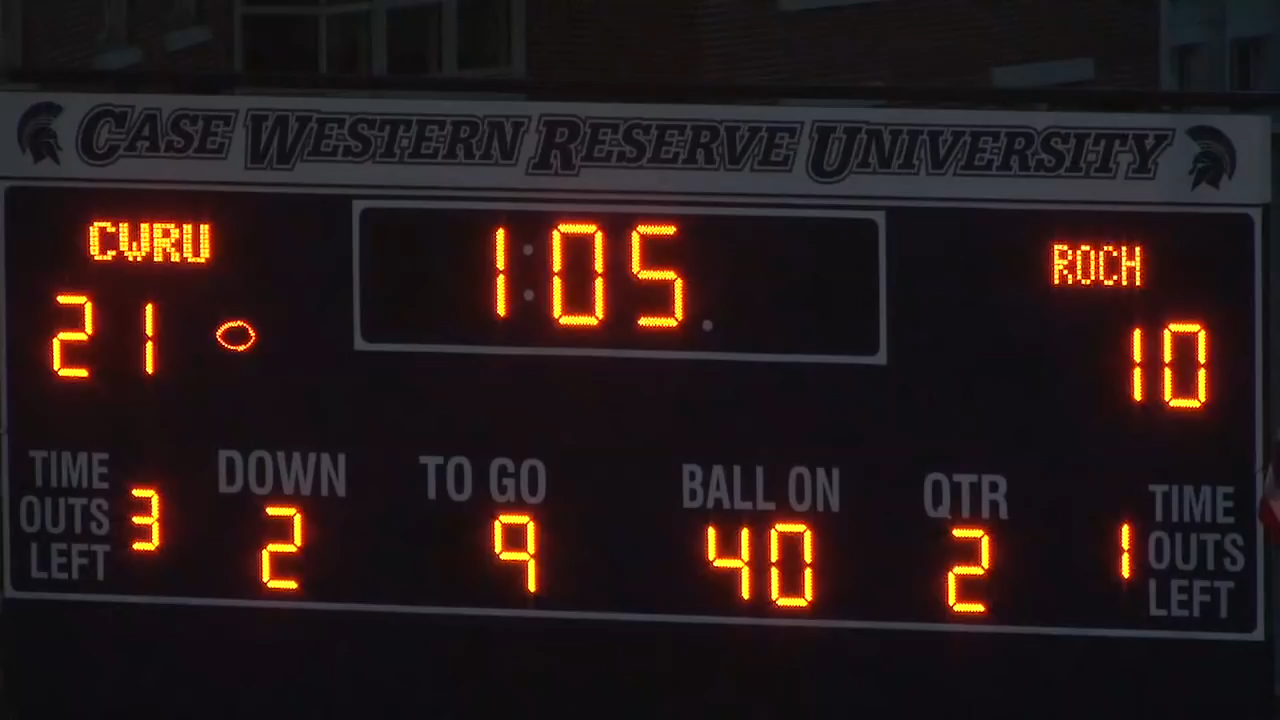 CASE WESTERN RESERVE UNIVERSITY
CWRU
1:05
ROCH
21
10
TIME OUTS LEFT 3
DOWN 2
TO GO 9
BALL ON 40
QTR 2
1 TIME OUTS LEFT